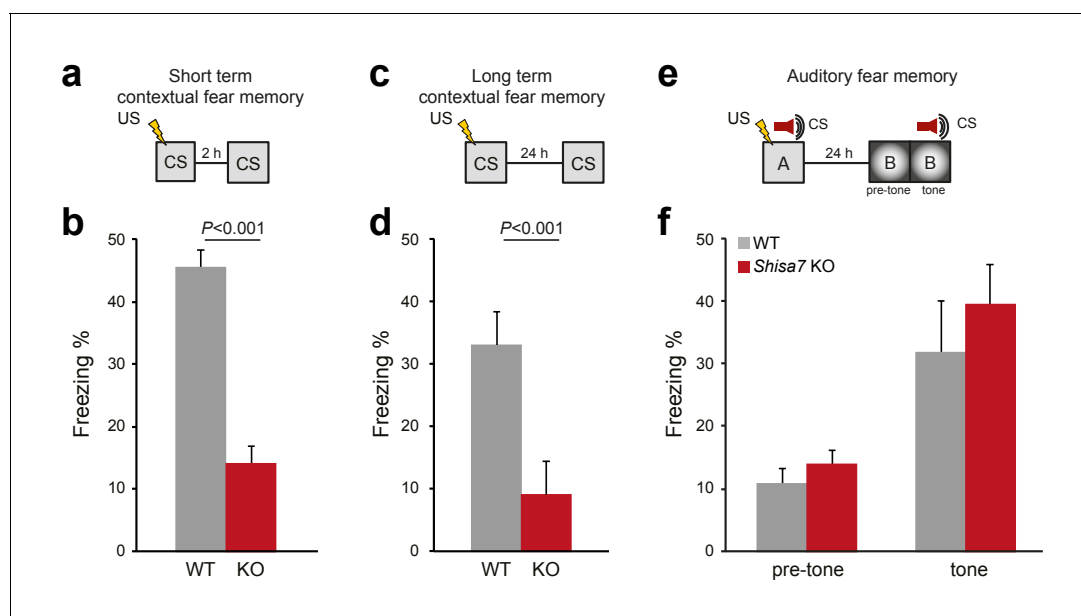 a
Short term
contextual fear memory
US
CS
2 h
CS
c
Long term
contextual fear memory
US
CS
24 h
CS
e
Auditory fear memory
US
CS
A
24 h
B
B
CS
pre-tone
tone
b
P<0.001
50
40
30
20
10
0
Freezing %
WT
KO
d
P<0.001
50
40
30
20
10
0
Freezing %
WT
KO
f
WT
Shisa7 KO
50
40
30
20
10
0
Freezing %
pre-tone
tone